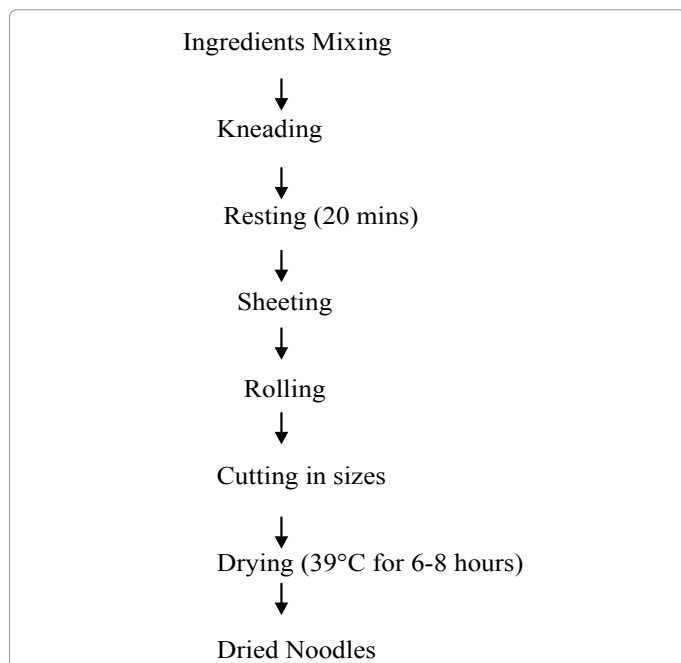 Ingredients Mixing
Kneading
Resting (20 mins)
Sheeting
Rolling
Cutting in sizes
Drying (39°C for 6-8 hours)
Dried Noodles